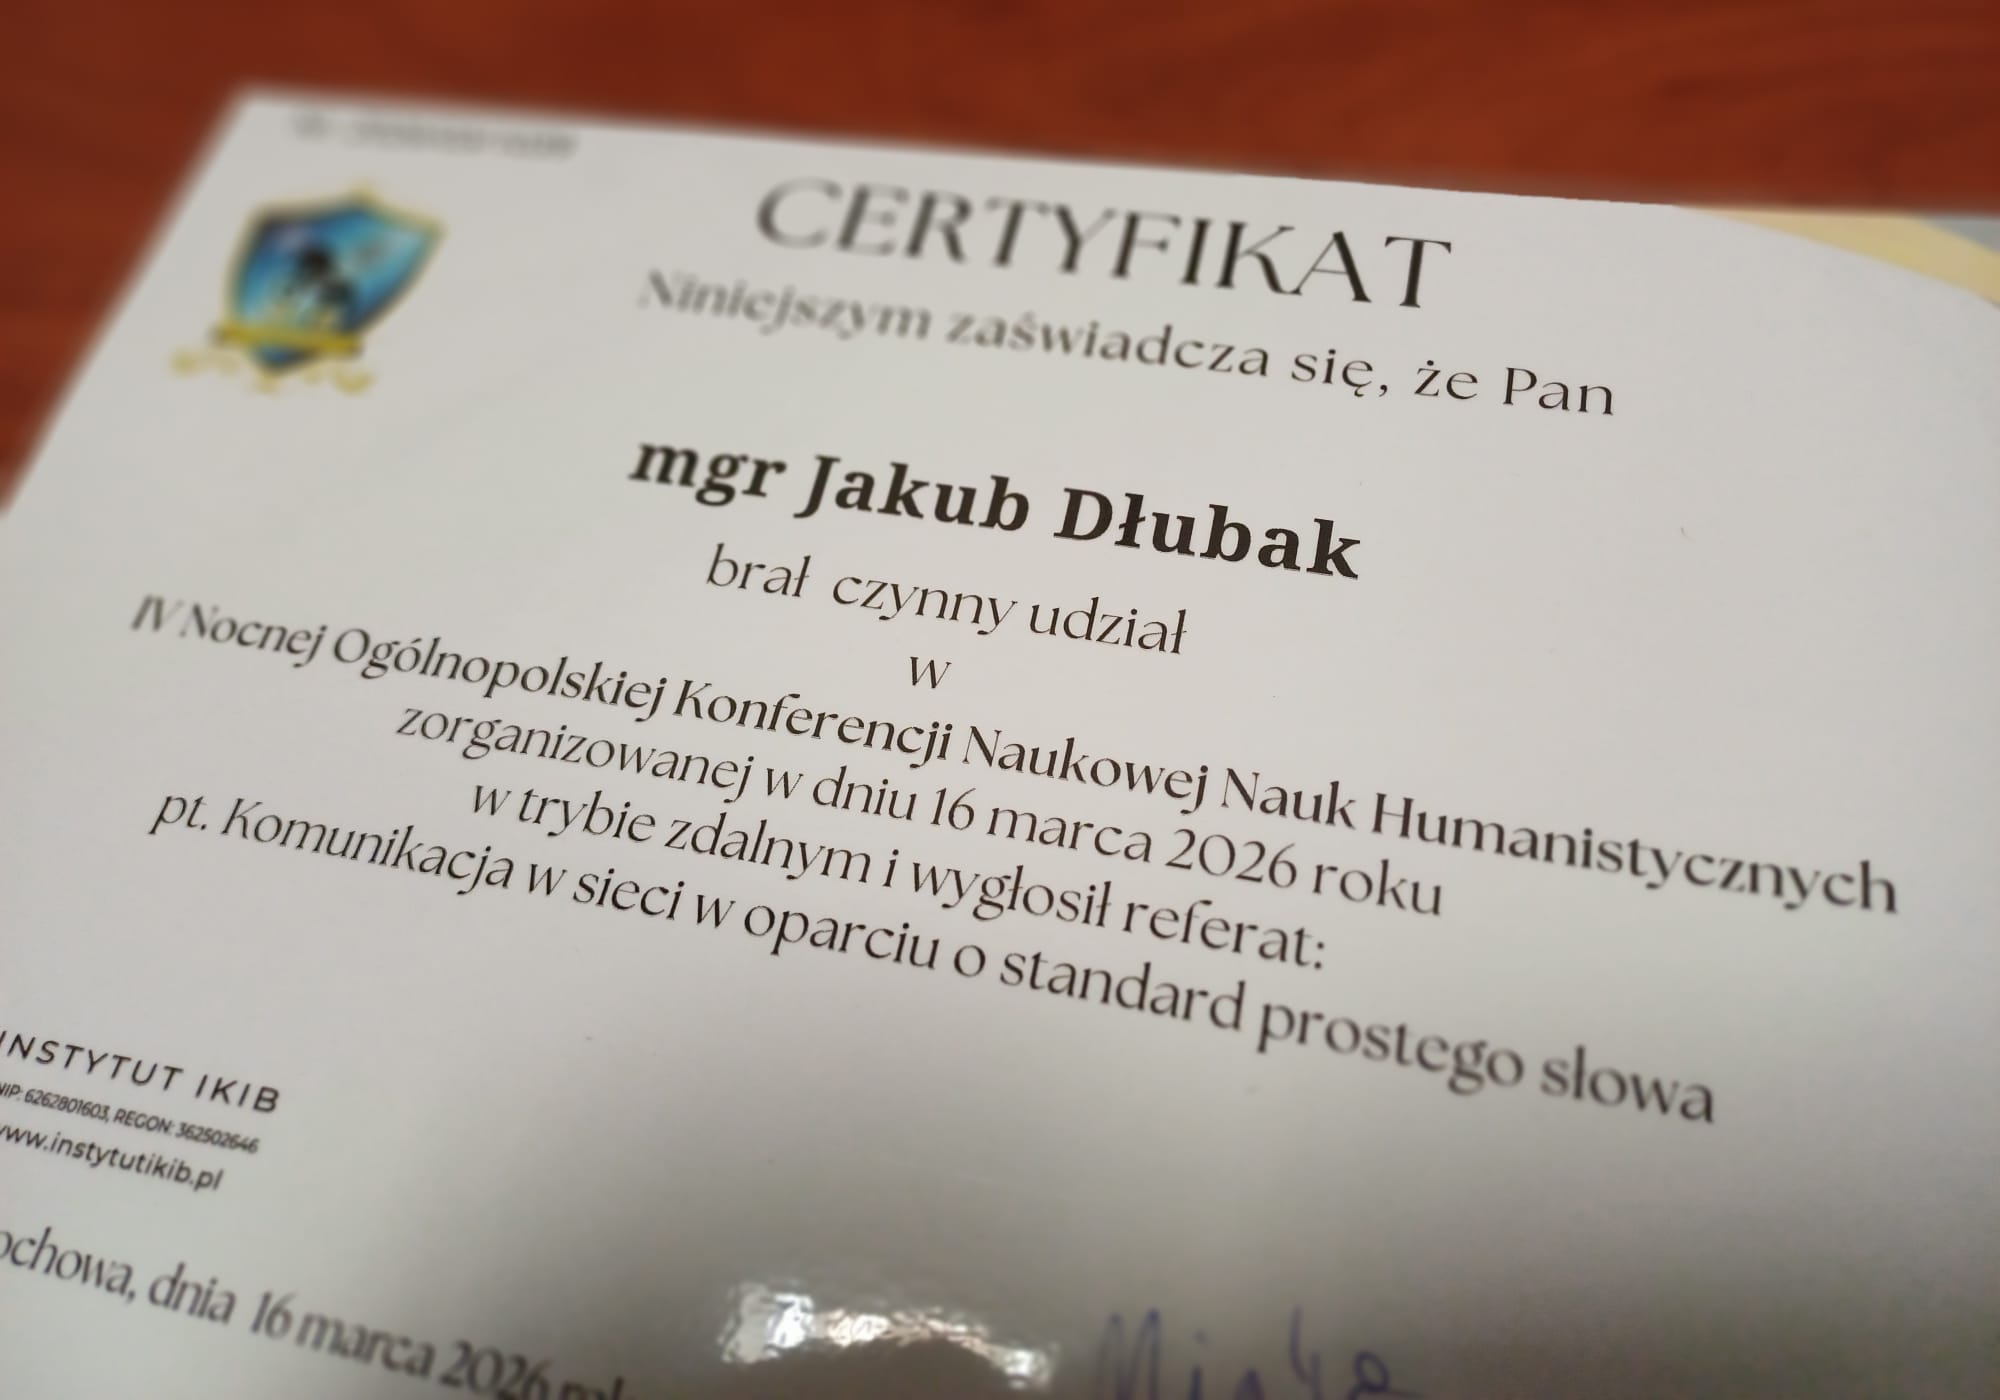 CERTYFIKAT
Niniejszym zaświadcza się, że Pan
mgr Jakub Dłubak
brał czynny udział
w
IV Nocnej Ogólnopolskiej Konferencji Naukowej Nauk Humanistycznych
zorganizowanej w dniu 16 marca 2026 roku
w trybie zdalnym i wygłosił referat:
pt. Komunikacja w sieci w oparciu o standard prostego słowa
INSTYTUT IKIB
NIP: 6262801603, REGON: 362502646
www.instytutikib.pl
ochowa, dnia 16 marca 2026